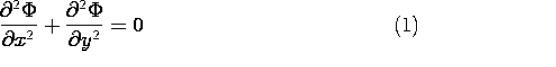 ∂²Φ/∂x² + ∂²Φ/∂y² = 0 (1)